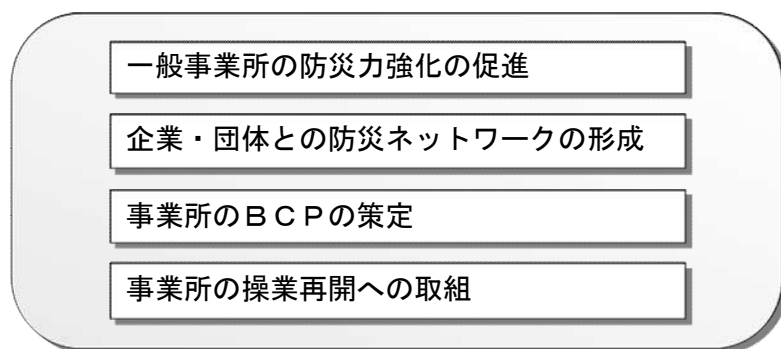 一般事業所の防災力強化の促進
企業・団体との防災ネットワークの形成
事業所のＢＣＰの策定
事業所の操業再開への取組